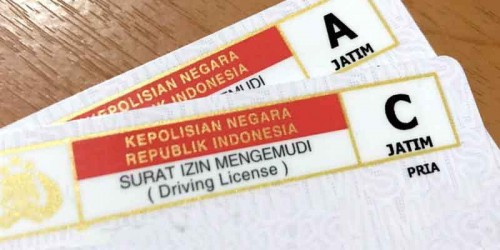 A
JATIM
KEPOLISIAN NEGARA
REPUBLIK INDONESIA
KEPOLISIAN NEGARA
REPUBLIK INDONESIA
SURAT IZIN MENGEMUDI
( Driving License )
C
JATIM
PRIA